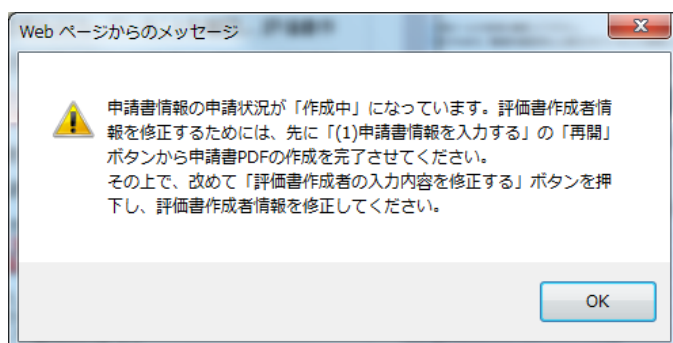 Web ページからのメッセージ
申請書情報の申請状況が「作成中」になっています。評価書作成者情
報を修正するためには、先に「(1)申請書情報を入力する」の「再開」
ボタンから申請書PDFの作成を完了させてください。
その上で、改めて「評価書作成者の入力内容を修正する」ボタンを押
下し、評価書作成者情報を修正してください。
OK